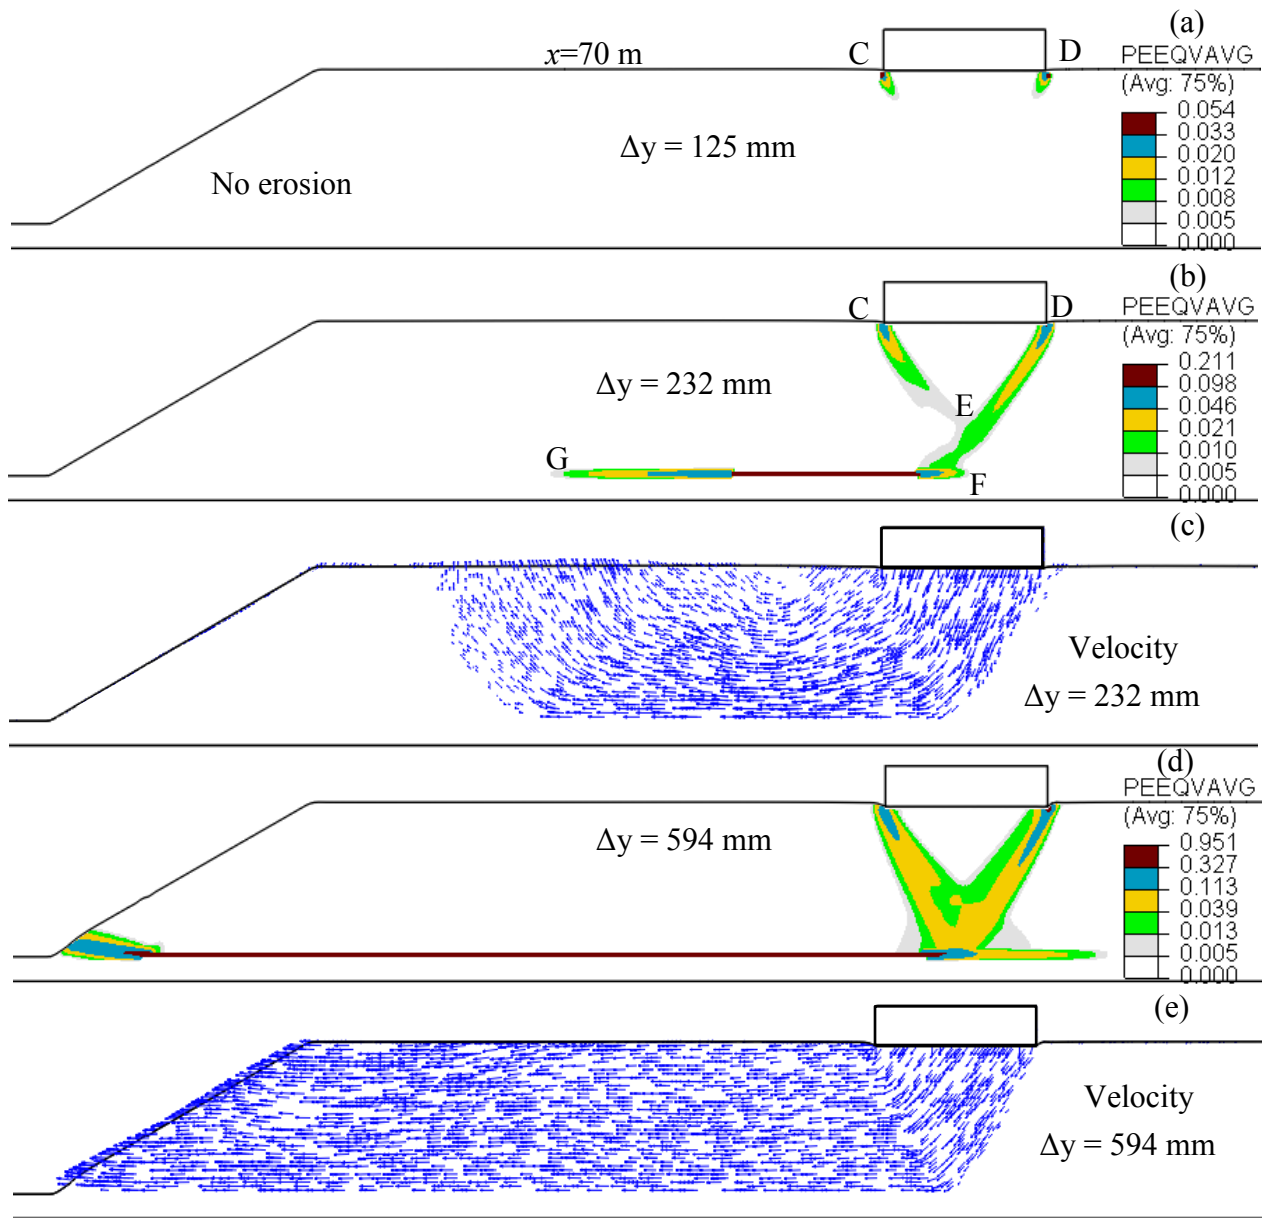 (a)
C
D
x=70 m
PEEQVAVG
(Avg: 75%)
0.054
0.033
0.020
0.012
0.008
0.005
0.000
Δy = 125 mm
No erosion
(b)
C
D
PEEQVAVG
(Avg: 75%)
0.211
0.098
0.046
0.021
0.010
0.005
0.000
Δy = 232 mm
E
G
F
(c)
Velocity
Δy = 232 mm
(d)
PEEQVAVG
(Avg: 75%)
0.951
0.327
0.113
0.039
0.013
0.005
0.000
Δy = 594 mm
(e)
Velocity
Δy = 594 mm